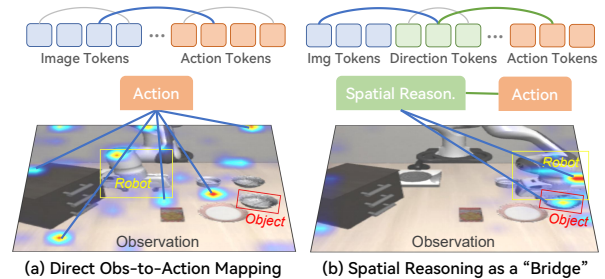 Image Tokens
Action Tokens
Action
Robot
Object
Observation
(a) Direct Obs-to-Action Mapping
Img Tokens
Direction Tokens
Action Tokens
Spatial Reason.
Action
Robot
Object
Observation
(b) Spatial Reasoning as a “Bridge”